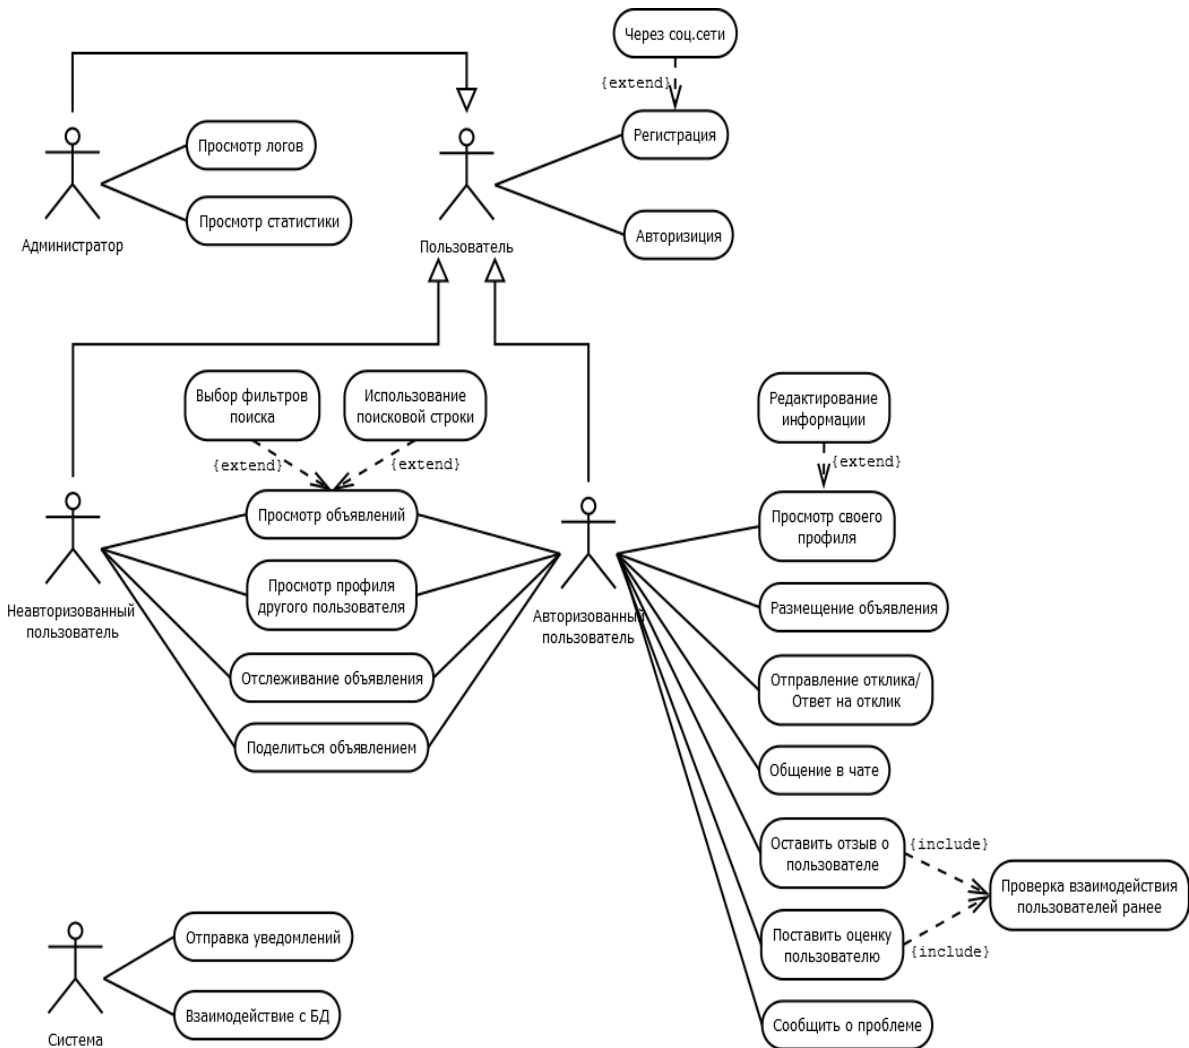 Через соц.сети
{extend}
Регистрация
Просмотр логов
Просмотр статистики
Администратор
Пользователь
Авторизиция
Выбор фильтров
поиска
Использование
поисковой строки
{extend}
{extend}
Редактирование
информации
{extend}
Просмотр объявлений
Просмотр своего
профиля
Просмотр профиля
другого пользователя
Неавторизованный
пользователь
Авторизованный
пользователь
Размещение объявления
Отслеживание объявления
Отправление отклика/
Ответ на отклик
Поделиться объявлением
Общение в чате
Оставить отзыв о
пользователе
{include}
Проверка взаимодействия
пользователей ранее
Поставить оценку
пользователю
{include}
Отправка уведомлений
Взаимодействие с БД
Система
Сообщить о проблеме